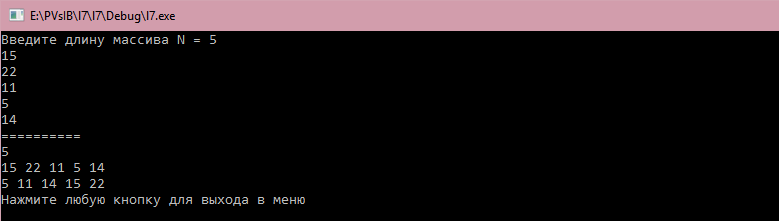 E:\PVsIB\l7\l7\Debug\l7.exe
Введите длину массива N = 5
15
22
11
5
14
==========
5
15 22 11 5 14
5 11 14 15 22
Нажмите любую кнопку для выхода в меню